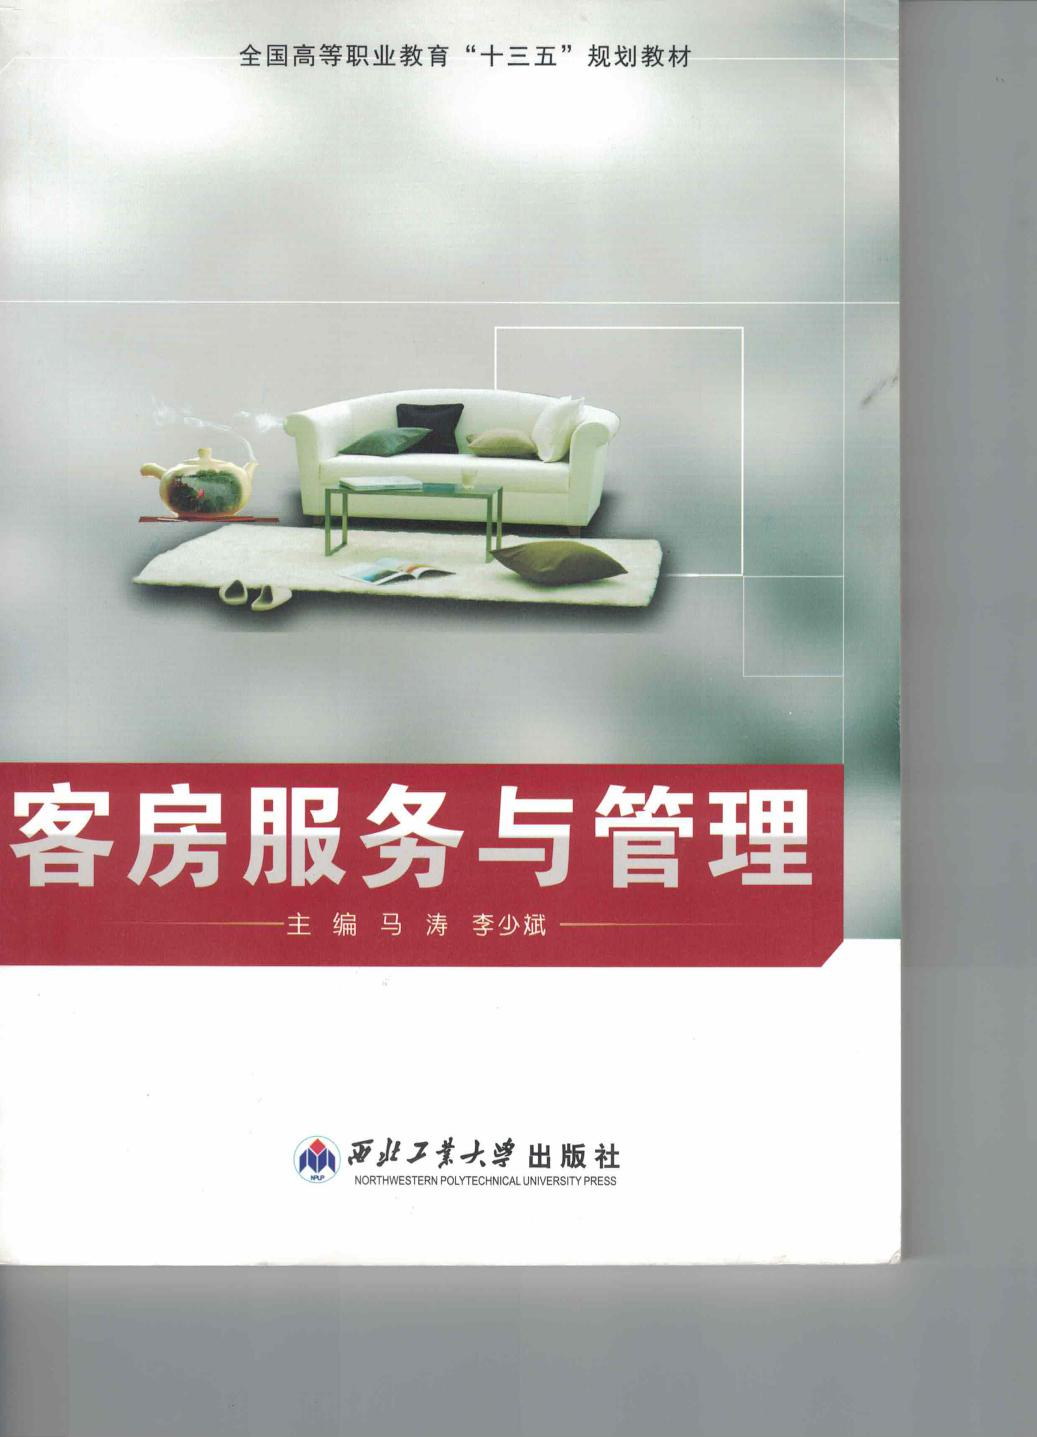 全国高等职业教育“十三五”规划教材
客房服务与管理
主 编 马 涛 李少斌
NPUP 西北工业大学出版社
NORTHWESTERN POLYTECHNICAL UNIVERSITY PRESS